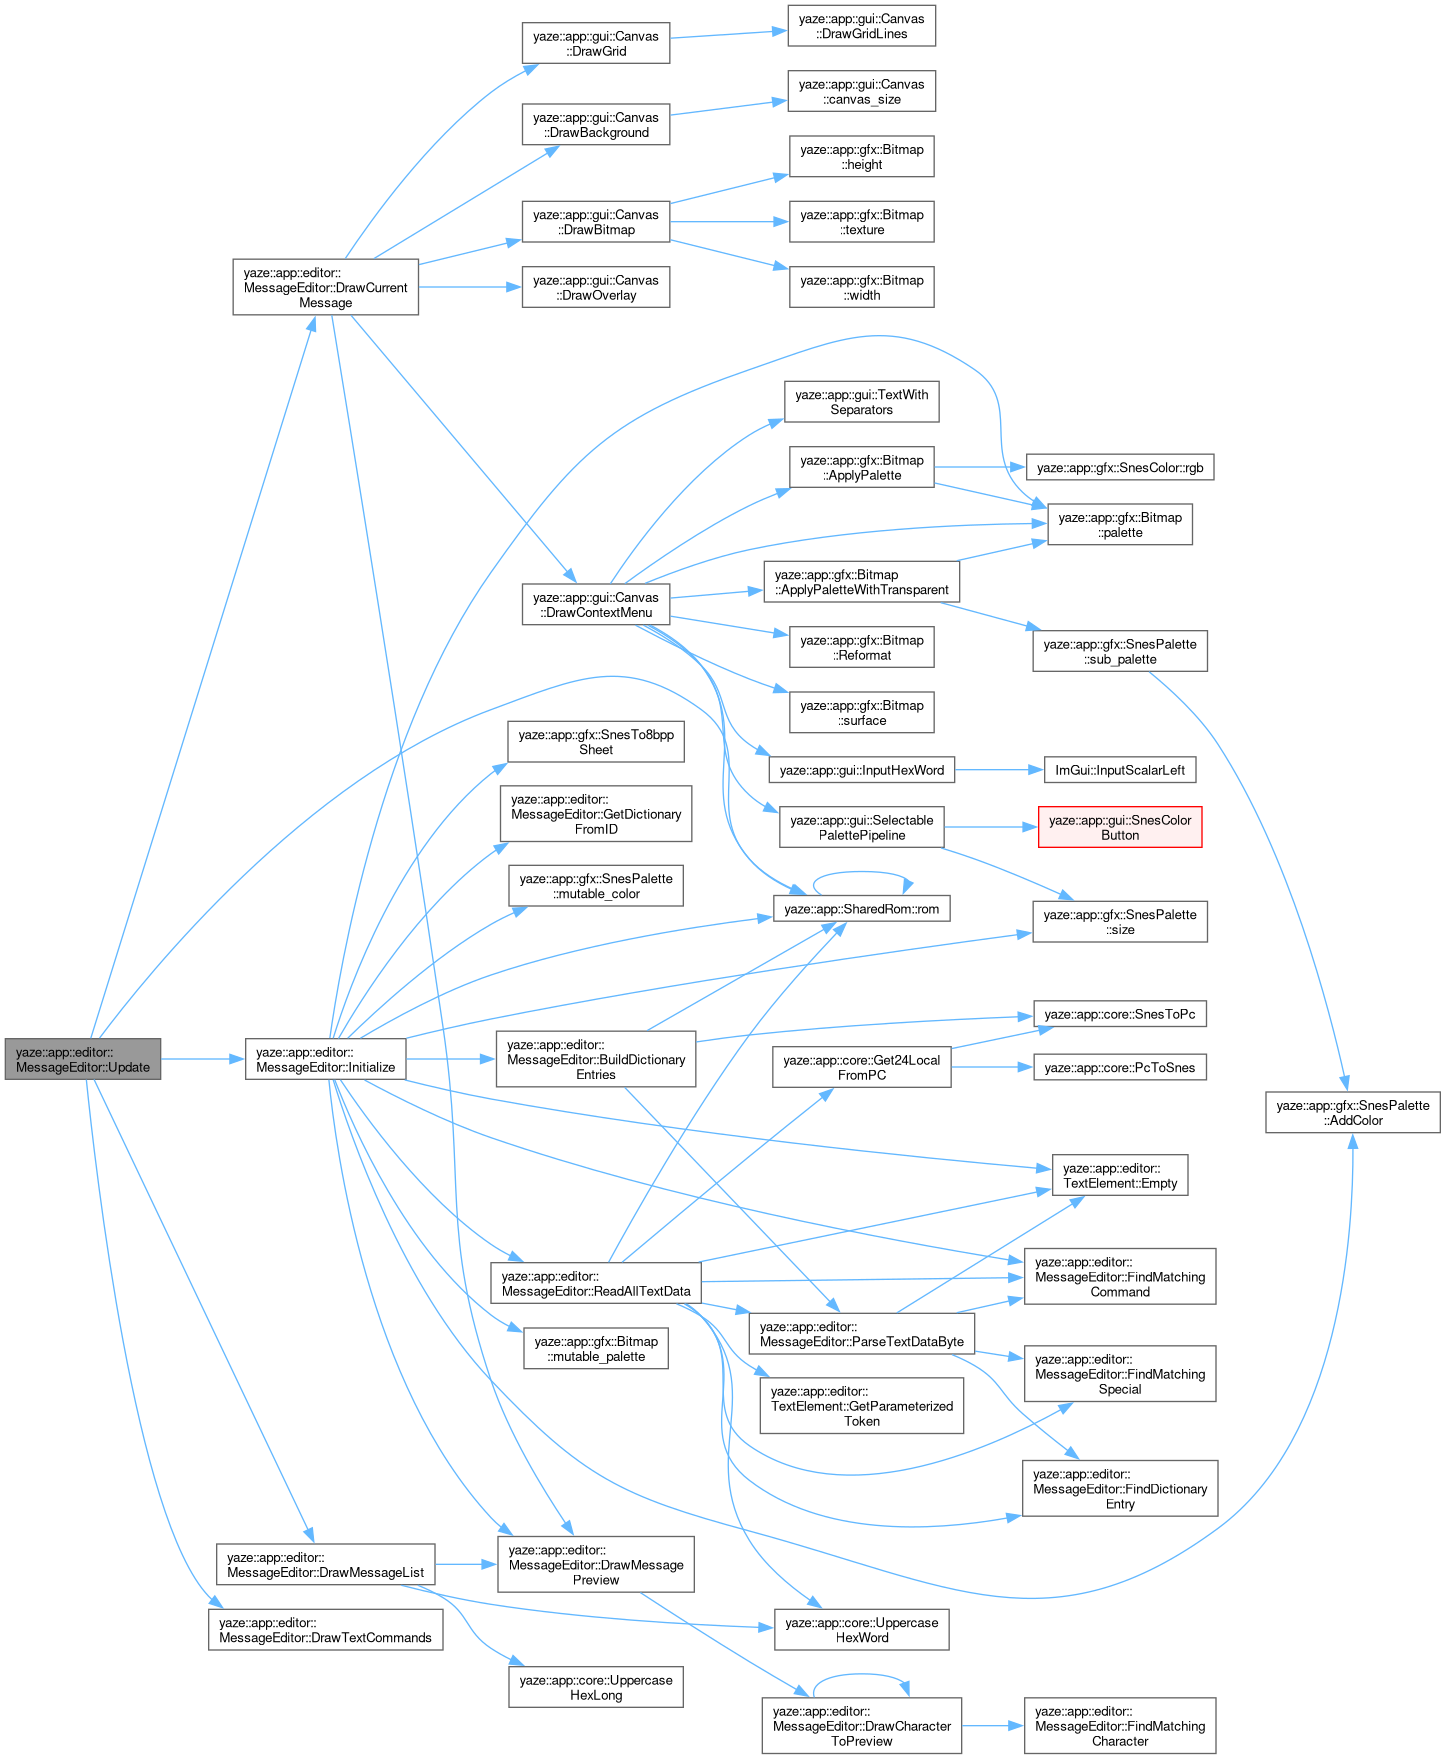 yaze::app::gui::Canvas
::DrawGrid
yaze::app::gui::Canvas
::DrawGridLines
yaze::app::gui::Canvas
::DrawBackground
yaze::app::gui::Canvas
::canvas_size
yaze::app::gfx::Bitmap
::height
yaze::app::gui::Canvas
::DrawBitmap
yaze::app::gfx::Bitmap
::texture
yaze::app::gfx::Bitmap
::width
yaze::app::editor::
MessageEditor::DrawCurrent
Message
yaze::app::gui::Canvas
::DrawOverlay
yaze::app::gui::TextWith
Separators
yaze::app::gfx::Bitmap
::ApplyPalette
yaze::app::gfx::SnesColor::rgb
yaze::app::gfx::Bitmap
::palette
yaze::app::gui::Canvas
::DrawContextMenu
yaze::app::gfx::Bitmap
::ApplyPaletteWithTransparent
yaze::app::gfx::Bitmap
::Reformat
yaze::app::gfx::SnesPalette
::sub_palette
yaze::app::gfx::Bitmap
::surface
yaze::app::gfx::SnesTo8bpp
Sheet
yaze::app::gui::InputHexWord
ImGui::InputScalarLeft
yaze::app::editor::
MessageEditor::GetDictionary
FromID
yaze::app::gui::Selectable
PalettePipeline
yaze::app::gui::SnesColor
Button
yaze::app::gfx::SnesPalette
::mutable_color
yaze::app::SharedRom::rom
yaze::app::gfx::SnesPalette
::size
yaze::app::editor::
MessageEditor::Update
yaze::app::editor::
MessageEditor::Initialize
yaze::app::editor::
MessageEditor::BuildDictionary
Entries
yaze::app::core::SnesToPc
yaze::app::core::Get24Local
FromPC
yaze::app::core::PcToSnes
yaze::app::gfx::SnesPalette
::AddColor
yaze::app::editor::
TextElement::Empty
yaze::app::editor::
MessageEditor::ReadAllTextData
yaze::app::editor::
MessageEditor::FindMatching
Command
yaze::app::editor::
MessageEditor::ParseTextDataByte
yaze::app::gfx::Bitmap
::mutable_palette
yaze::app::editor::
MessageEditor::FindMatching
Special
yaze::app::editor::
TextElement::GetParameterized
Token
yaze::app::editor::
MessageEditor::FindDictionary
Entry
yaze::app::editor::
MessageEditor::DrawMessageList
yaze::app::editor::
MessageEditor::DrawMessage
Preview
yaze::app::editor::
MessageEditor::DrawTextCommands
yaze::app::core::Uppercase
HexWord
yaze::app::core::Uppercase
HexLong
yaze::app::editor::
MessageEditor::DrawCharacter
ToPreview
yaze::app::editor::
MessageEditor::FindMatching
Character